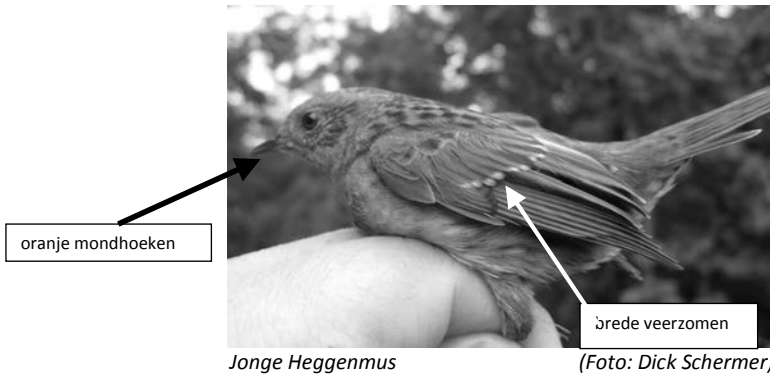 oranje mondhoeken
brede veerzomen
Jonge Heggenmus (Foto: Dick Schermer)